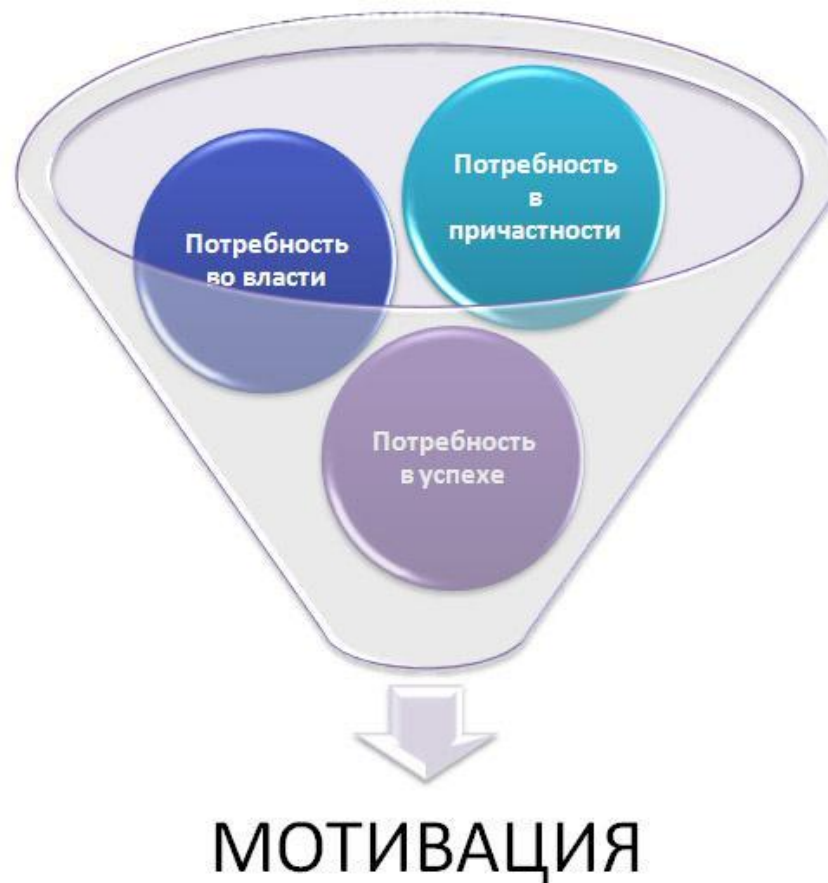 Потребность
во власти
Потребность
в
причастности
Потребность
в успехе
МОТИВАЦИЯ